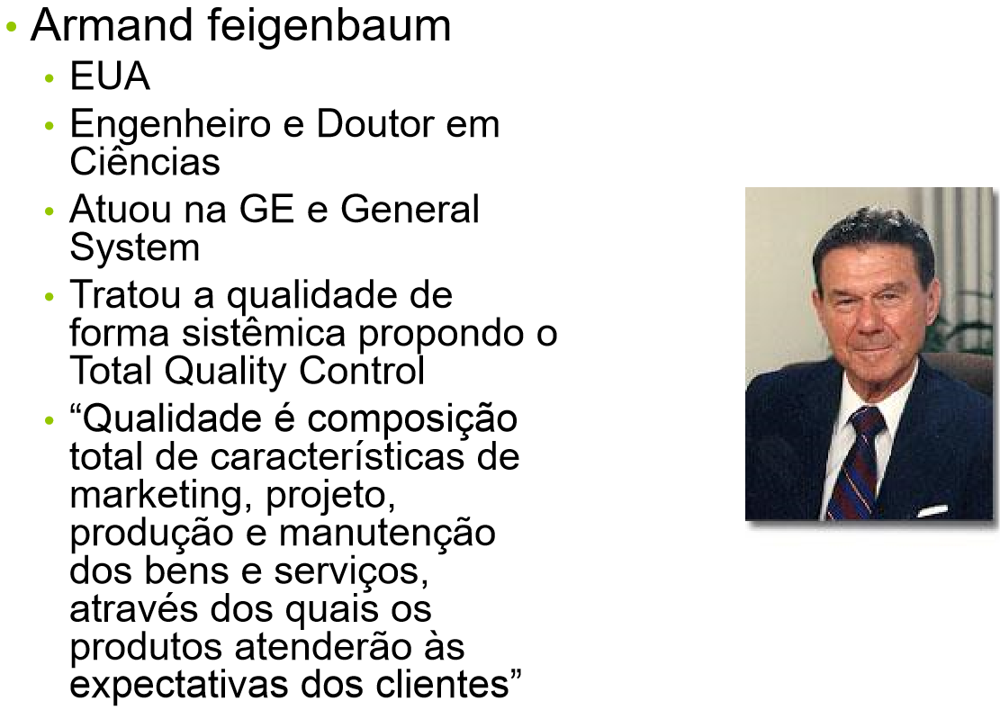 • Armand feigenbaum
• EUA
• Engenheiro e Doutor em
Ciências
• Atuou na GE e General
System
• Tratou a qualidade de
forma sistêmica propondo o
Total Quality Control
• “Qualidade é composição
total de características de
marketing, projeto,
produção e manutenção
dos bens e serviços,
através dos quais os
produtos atenderão às
expectativas dos clientes”